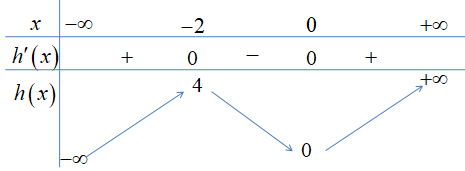 x −∞ −2 0 +∞
h′(x) + 0 − 0 +
h(x) 4 +∞
−∞ 0